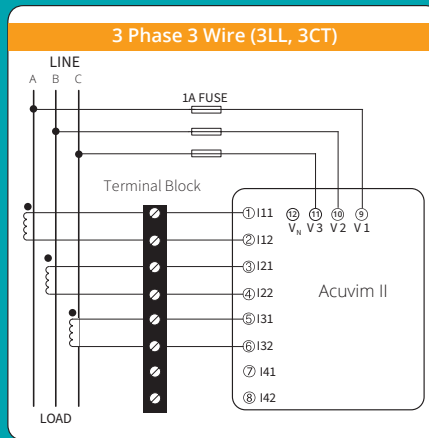 3 Phase 3 Wire (3LL, 3CT)
LINE
A B C
1A FUSE
Terminal Block
① I11
② I12
③ I21
④ I22
⑤ I31
⑥ I32
⑦ I41
⑧ I42
⑫ ⑪ ⑩ ⑨
VN V3 V2 V1
Acuvim II
LOAD